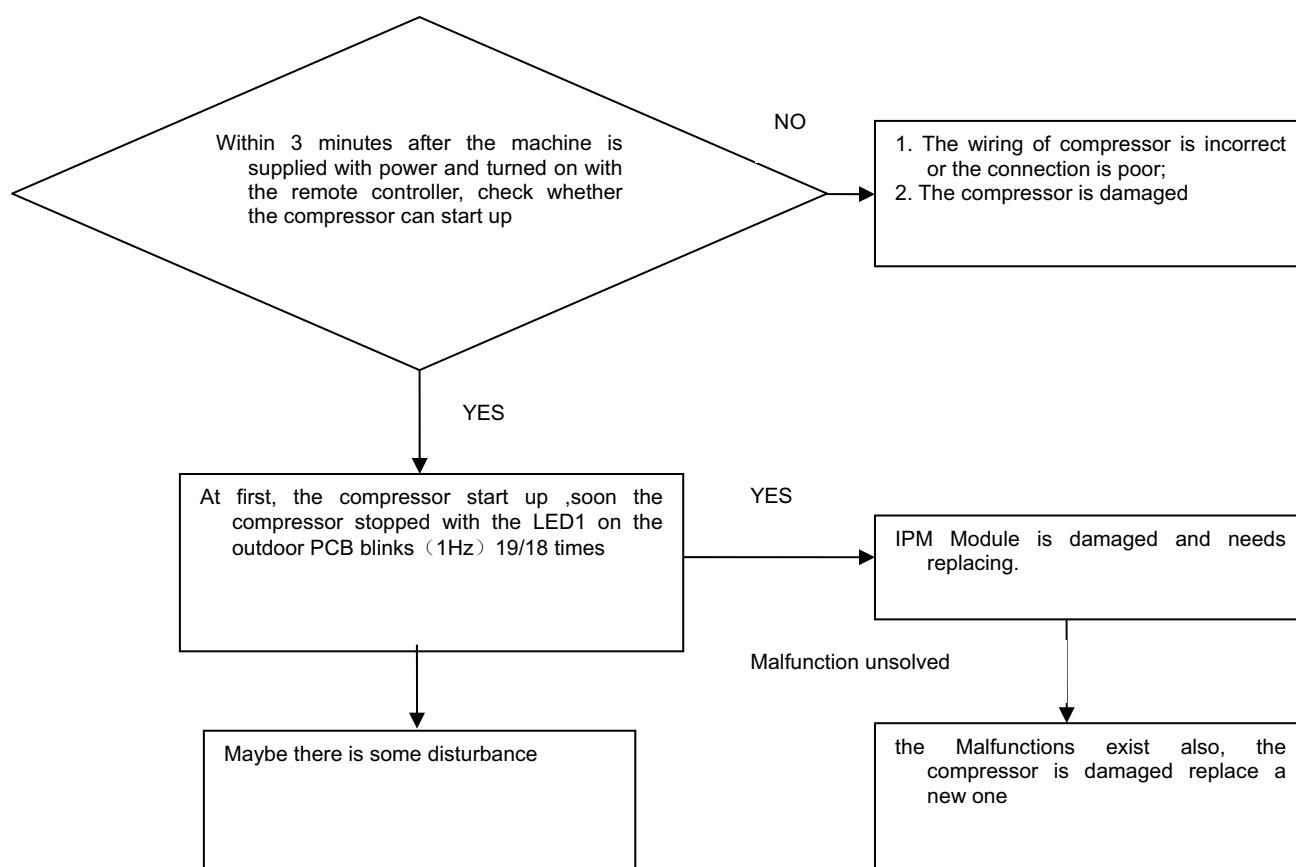 Within 3 minutes after the machine is
supplied with power and turned on with
the remote controller, check whether
the compressor can start up
NO
1. The wiring of compressor is incorrect
or the connection is poor;
2. The compressor is damaged
YES
At first, the compressor start up ,soon the
compressor stopped with the LED1 on the
outdoor PCB blinks（1Hz）19/18 times
YES
IPM Module is damaged and needs
replacing.
Malfunction unsolved
Maybe there is some disturbance
the Malfunctions exist also, the
compressor is damaged replace a
new one